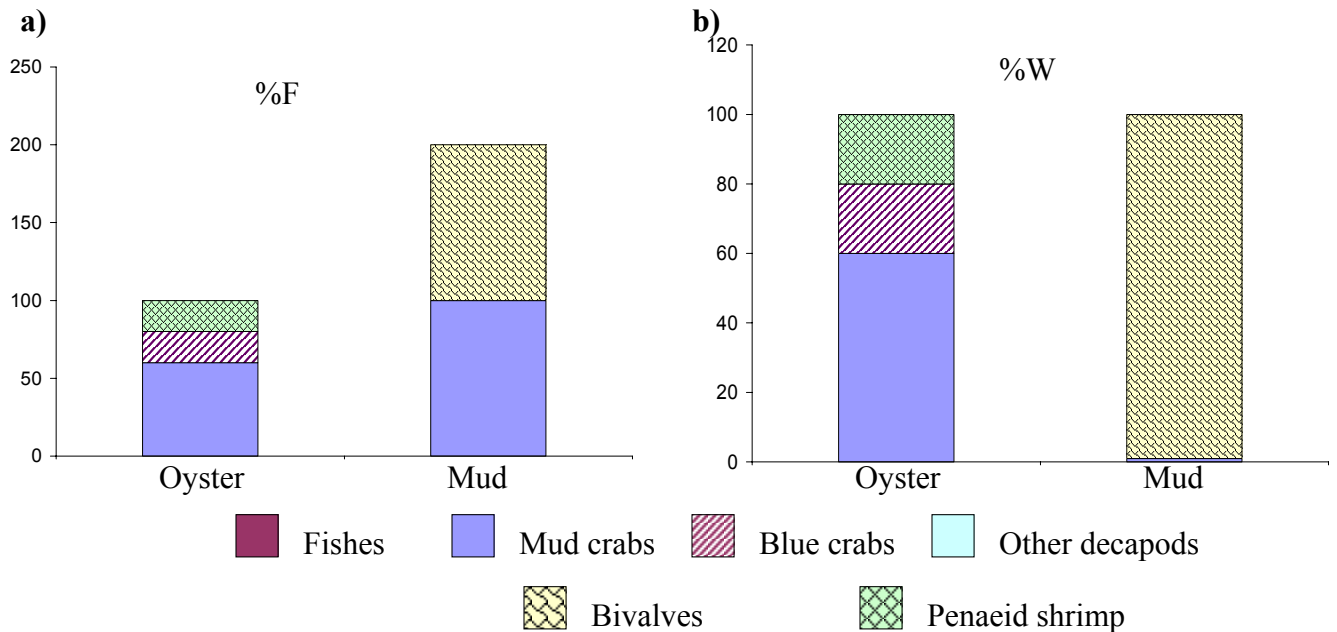 a)
%F
250
200
150
100
50
0
Oyster Mud
b)
%W
120
100
80
60
40
20
0
Oyster Mud
Fishes Mud crabs Blue crabs Other decapods
Bivalves Penaeid shrimp